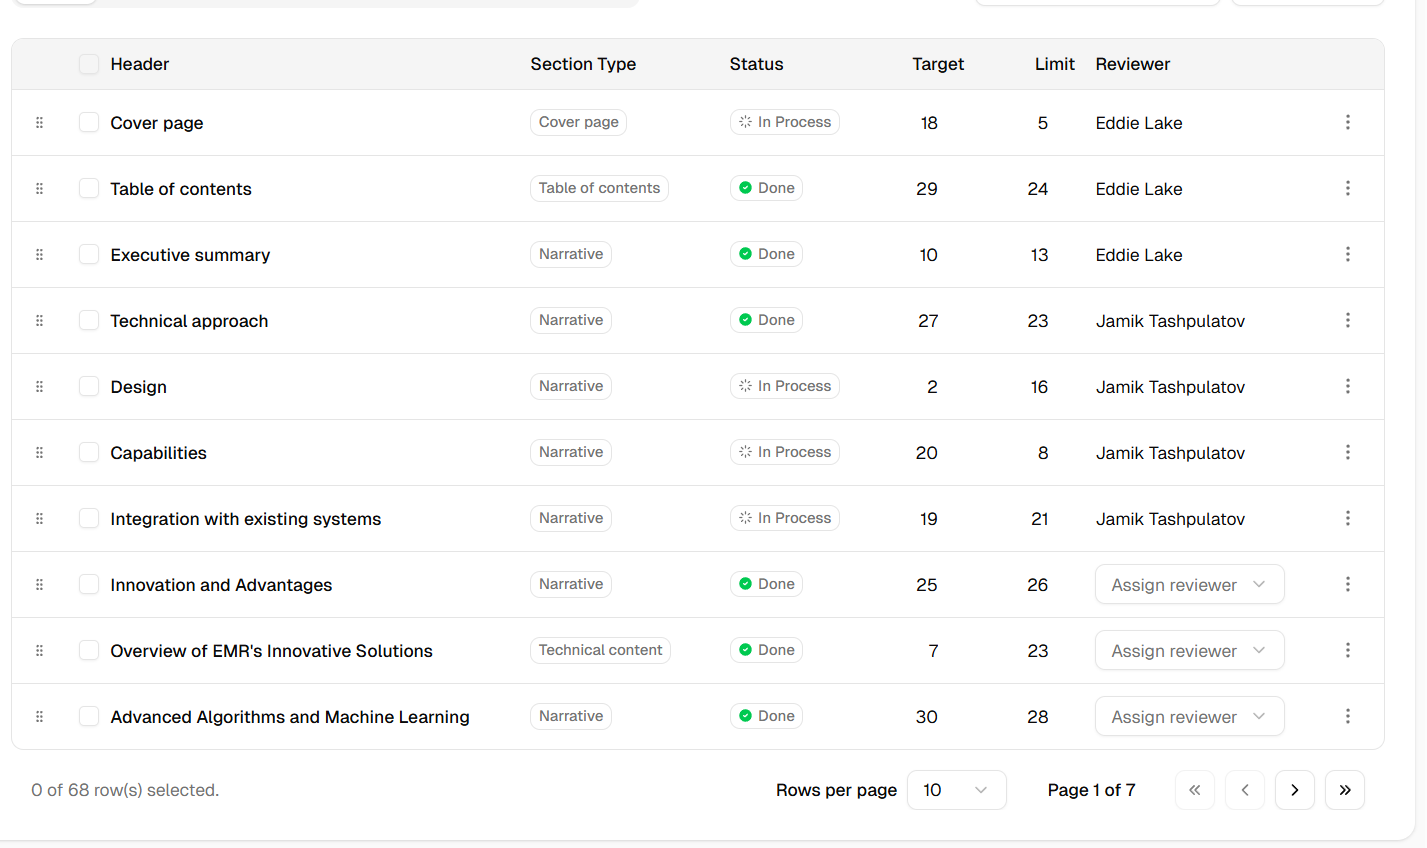 Header Section Type Status Target Limit Reviewer
Cover page Cover page In Process 18 5 Eddie Lake
Table of contents Table of contents Done 29 24 Eddie Lake
Executive summary Narrative Done 10 13 Eddie Lake
Technical approach Narrative Done 27 23 Jamik Tashpulatov
Design Narrative In Process 2 16 Jamik Tashpulatov
Capabilities Narrative In Process 20 8 Jamik Tashpulatov
Integration with existing systems Narrative In Process 19 21 Jamik Tashpulatov
Innovation and Advantages Narrative Done 25 26 Assign reviewer
Overview of EMR's Innovative Solutions Technical content Done 7 23 Assign reviewer
Advanced Algorithms and Machine Learning Narrative Done 30 28 Assign reviewer
0 of 68 row(s) selected. Rows per page 10 Page 1 of 7